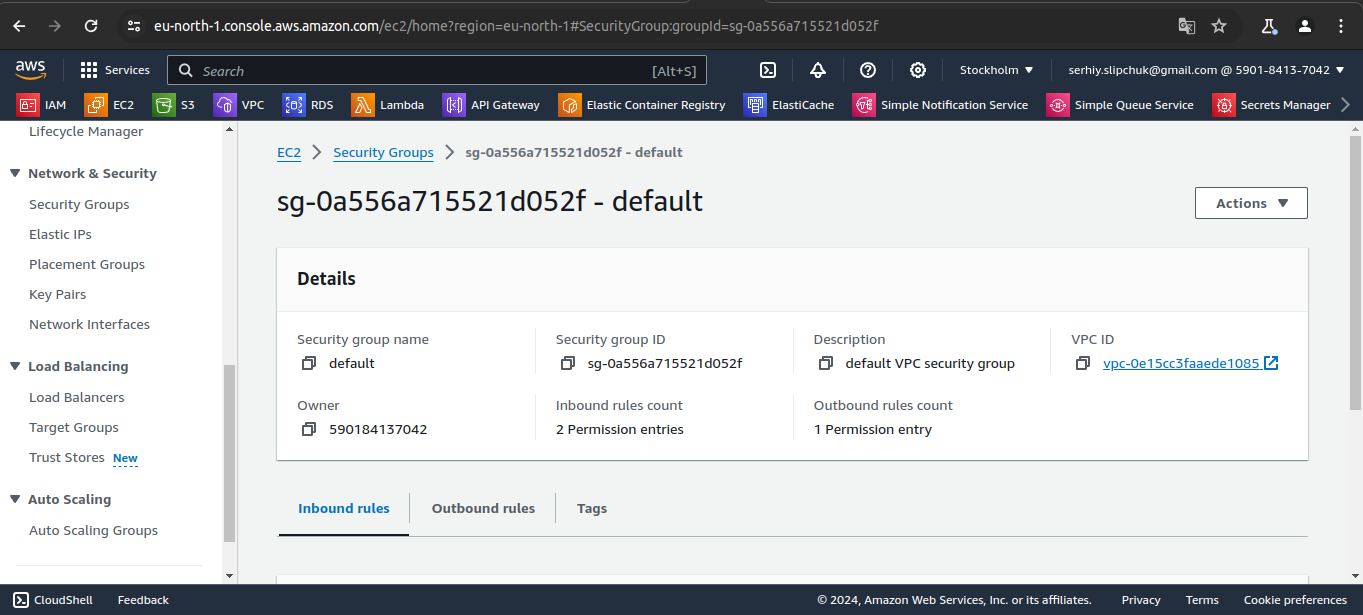 eu-north-1.console.aws.amazon.com/ec2/home?region=eu-north-1#SecurityGroup:groupId=sg-0a556a715521d052f
aws Services Search [Alt+S] Stockholm serhiy.slipchuk@gmail.com @ 5901-8413-7042
IAM EC2 S3 VPC RDS Lambda API Gateway Elastic Container Registry ElastiCache Simple Notification Service Simple Queue Service Secrets Manager
Lifecycle Manager
Network & Security
Security Groups
Elastic IPs
Placement Groups
Key Pairs
Network Interfaces
Load Balancing
Load Balancers
Target Groups
Trust Stores New
Auto Scaling
Auto Scaling Groups
EC2 Security Groups sg-0a556a715521d052f - default
sg-0a556a715521d052f - default
Actions
Details
Security group name
default
Security group ID
sg-0a556a715521d052f
Description
default VPC security group
VPC ID
vpc-0e15cc3faaede1085
Owner
590184137042
Inbound rules count
2 Permission entries
Outbound rules count
1 Permission entry
Inbound rules Outbound rules Tags
CloudShell Feedback © 2024, Amazon Web Services, Inc. or its affiliates. Privacy Terms Cookie preferences